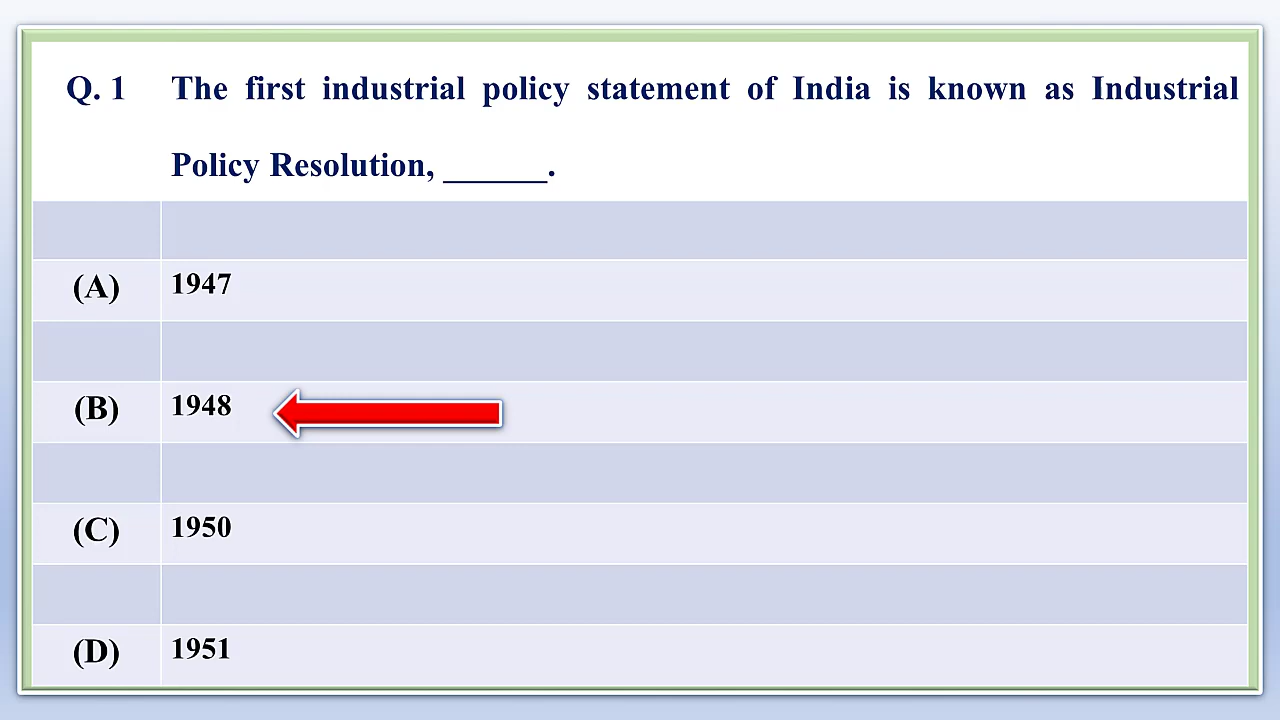 Q. 1 The first industrial policy statement of India is known as Industrial
Policy Resolution, ______.
(A) 1947
(B) 1948
(C) 1950
(D) 1951